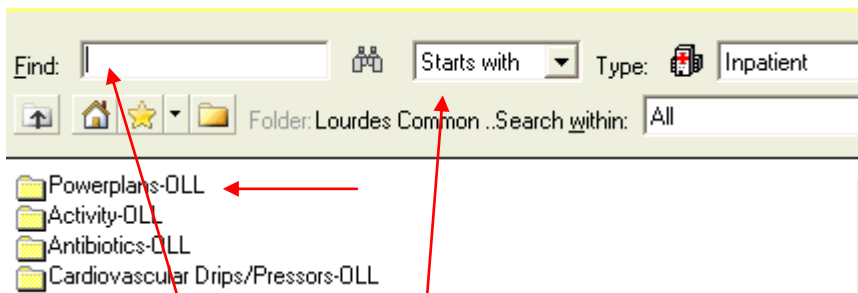 Find: Starts with Type: Inpatient
Folder: Lourdes Common ..Search within: All
Powerplans-OLL
Activity-OLL
Antibiotics-OLL
Cardiovascular Drips/Pressors-OLL